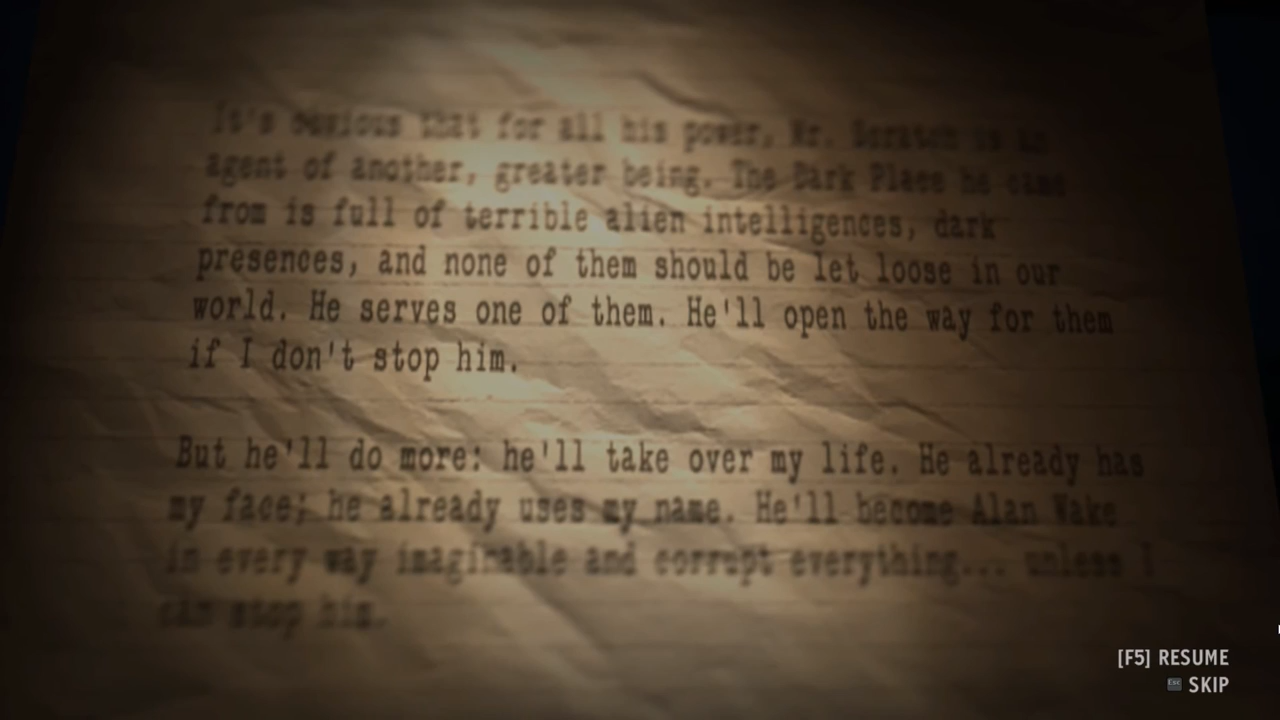 It's obvious that for all his power, Mr. Scratch is an
agent of another, greater being. The Dark Place he came
from is full of terrible alien intelligences, dark
presences, and none of them should be let loose in our
world. He serves one of them. He'll open the way for them
if I don't stop him.
But he'll do more: he'll take over my life. He already has
my face; he already uses my name. He'll become Alan Wake
in every way imaginable and corrupt everything... unless I
can stop him.
[F5] RESUME
Esc SKIP